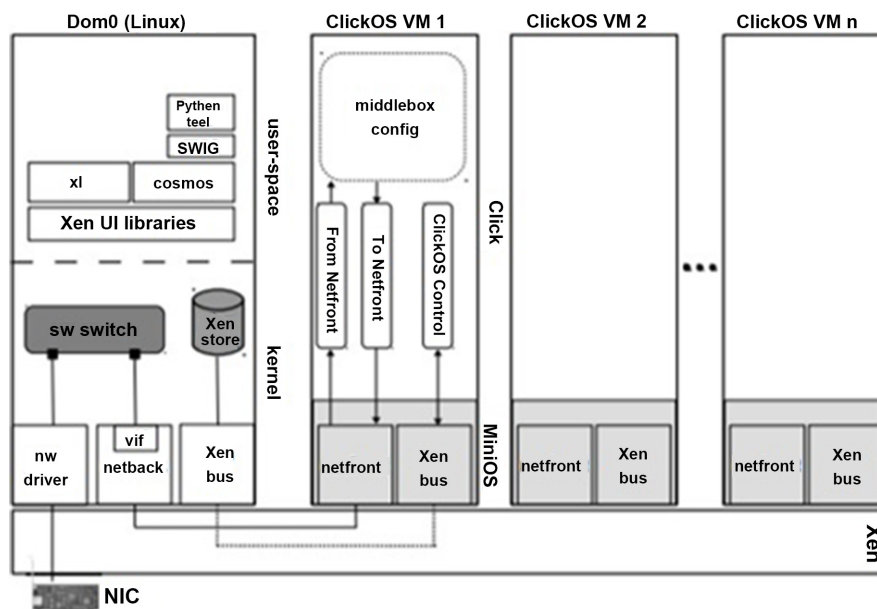 Dom0 (Linux)
ClickOS VM 1
ClickOS VM 2
ClickOS VM n
Pythen
teel
SWIG
xl
cosmos
Xen UI libraries
user-space
sw switch
Xen
store
kernel
nw
driver
vif
netback
Xen
bus
middlebox
config
From Netfront
To Netfront
ClickOS Control
Click
netfront
Xen
bus
MiniOS
netfront
Xen
bus
netfront
Xen
bus
Xen
NIC